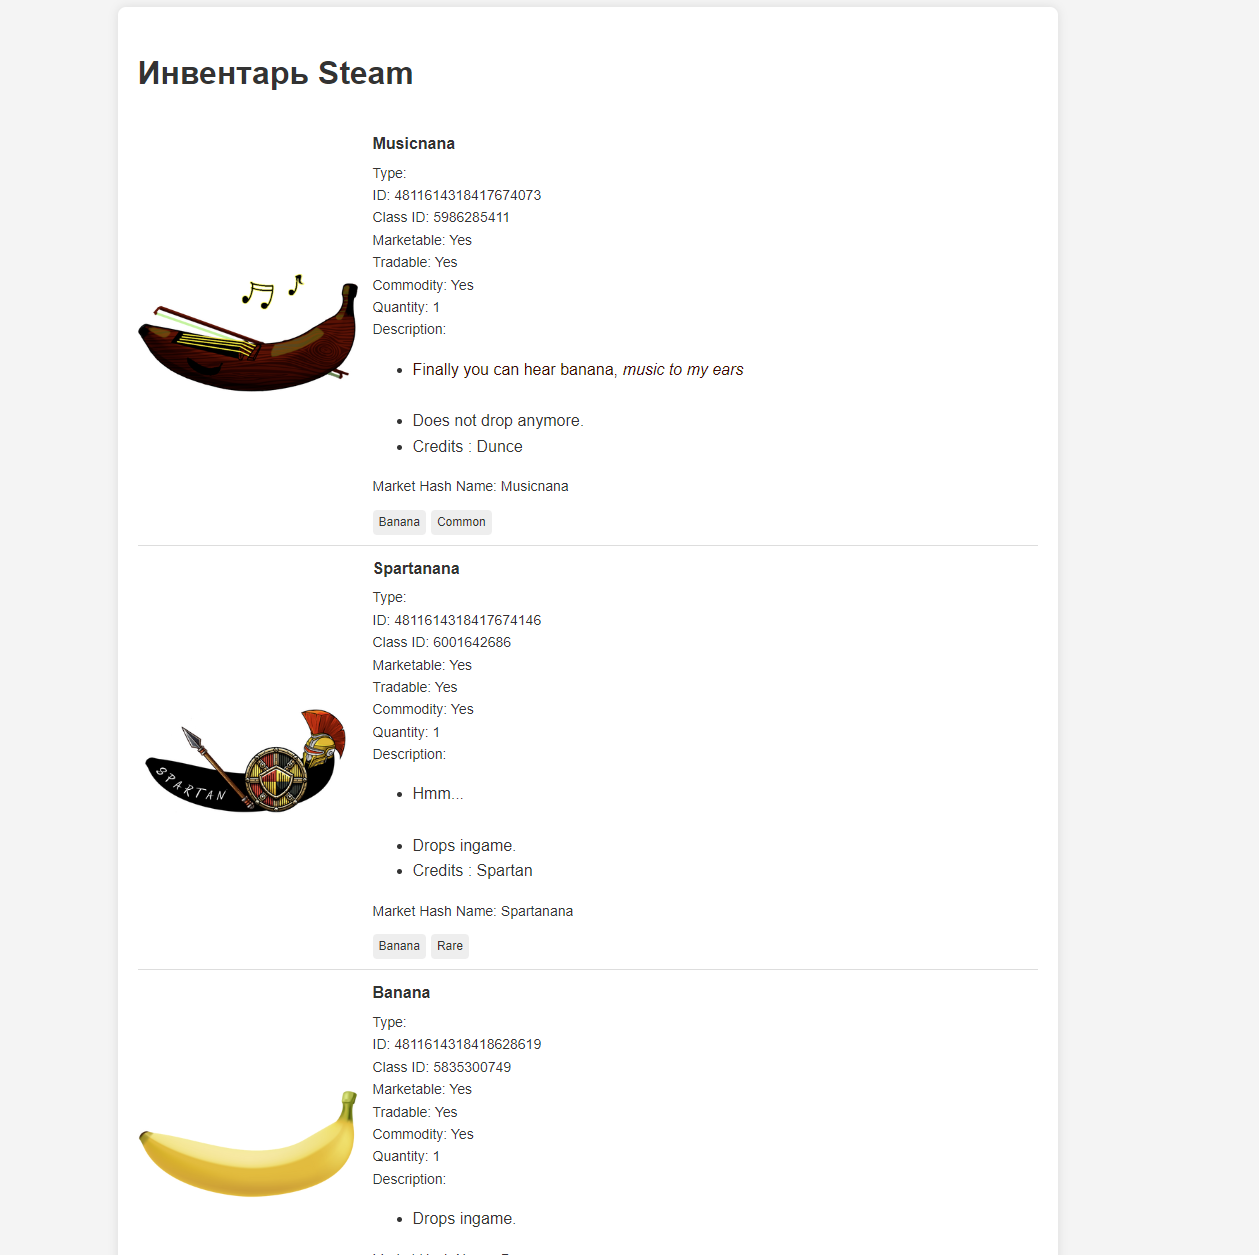 Инвентарь Steam
Musicnana
Type:
ID: 4811614318417674073
Class ID: 5986285411
Marketable: Yes
Tradable: Yes
Commodity: Yes
Quantity: 1
Description:
• Finally you can hear banana, music to my ears
• Does not drop anymore.
• Credits : Dunce
Market Hash Name: Musicnana
Banana Common
Spartanana
Type:
ID: 4811614318417674146
Class ID: 6001642686
Marketable: Yes
Tradable: Yes
Commodity: Yes
Quantity: 1
SPARTAN
Description:
• Hmm...
• Drops ingame.
• Credits : Spartan
Market Hash Name: Spartanana
Banana Rare
Banana
Type:
ID: 4811614318418628619
Class ID: 5835300749
Marketable: Yes
Tradable: Yes
Commodity: Yes
Quantity: 1
Description:
• Drops ingame.